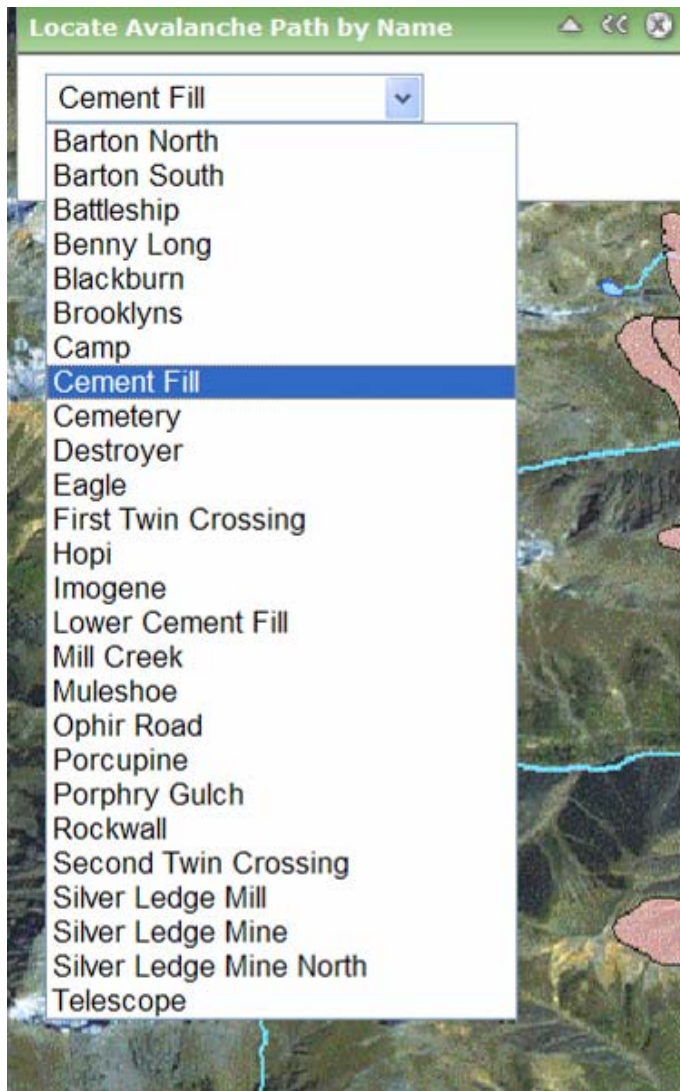 Locate Avalanche Path by Name
Cement Fill
Barton North
Barton South
Battleship
Benny Long
Blackburn
Brooklyns
Camp
Cement Fill
Cemetery
Destroyer
Eagle
First Twin Crossing
Hopi
Imogene
Lower Cement Fill
Mill Creek
Muleshoe
Ophir Road
Porcupine
Porphry Gulch
Rockwall
Second Twin Crossing
Silver Ledge Mill
Silver Ledge Mine
Silver Ledge Mine North
Telescope